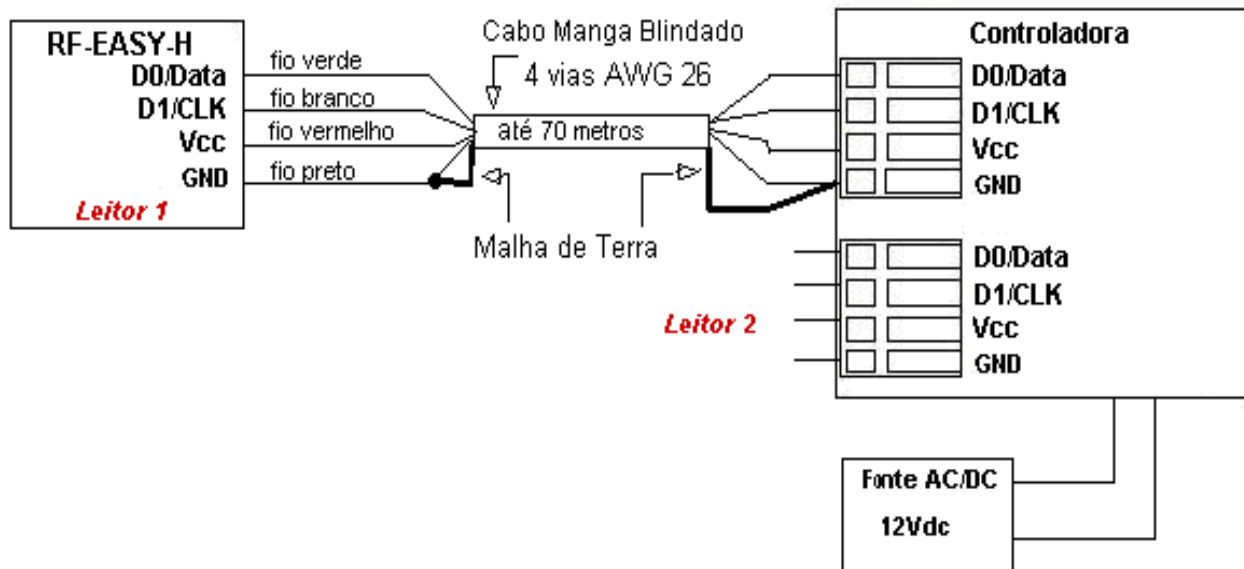 RF-EASY-H
D0/Data
D1/CLK
Vcc
GND
Leitor 1
fio verde
fio branco
fio vermelho
fio preto
Cabo Manga Blindado
4 vias AWG 26
até 70 metros
Malha de Terra
Controladora
D0/Data
D1/CLK
Vcc
GND
Leitor 2
D0/Data
D1/CLK
Vcc
GND
Fonte AC/DC
12Vdc